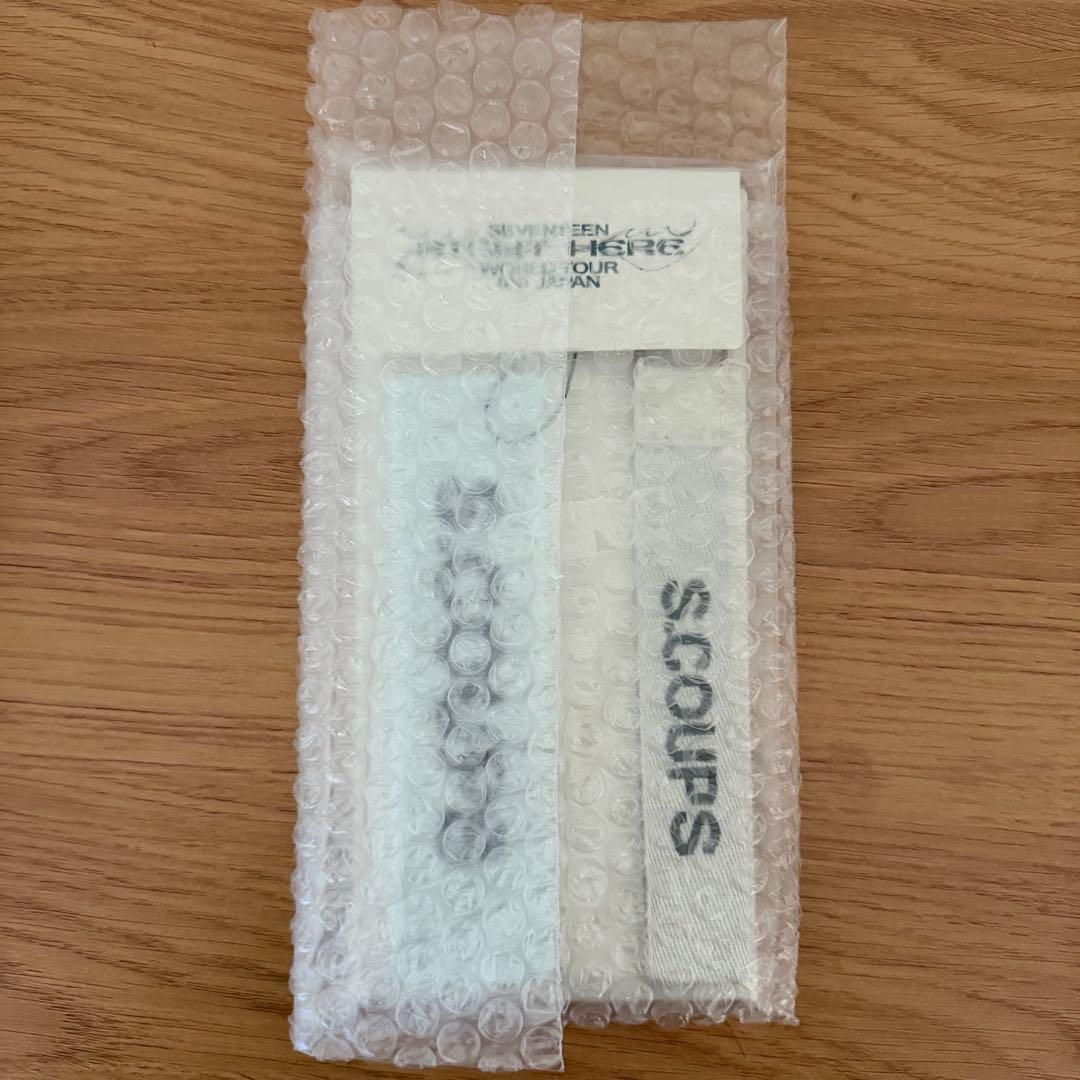 SEVENTEEN
RIGHT HERE
WORLD TOUR
IN JAPAN
S.COUPS